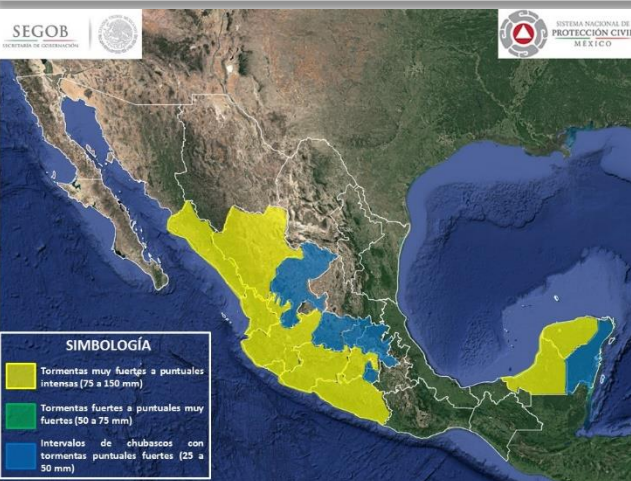 SEGOB
SECRETARÍA DE GOBERNACIÓN
SISTEMA NACIONAL DE
PROTECCIÓN CIVIL
MÉXICO
SIMBOLOGÍA
Tormentas muy fuertes a puntuales
intensas (75 a 150 mm)
Tormentas fuertes a puntuales muy
fuertes (50 a 75 mm)
Intervalos de chubascos con
tormentas puntuales fuertes (25 a
50 mm)